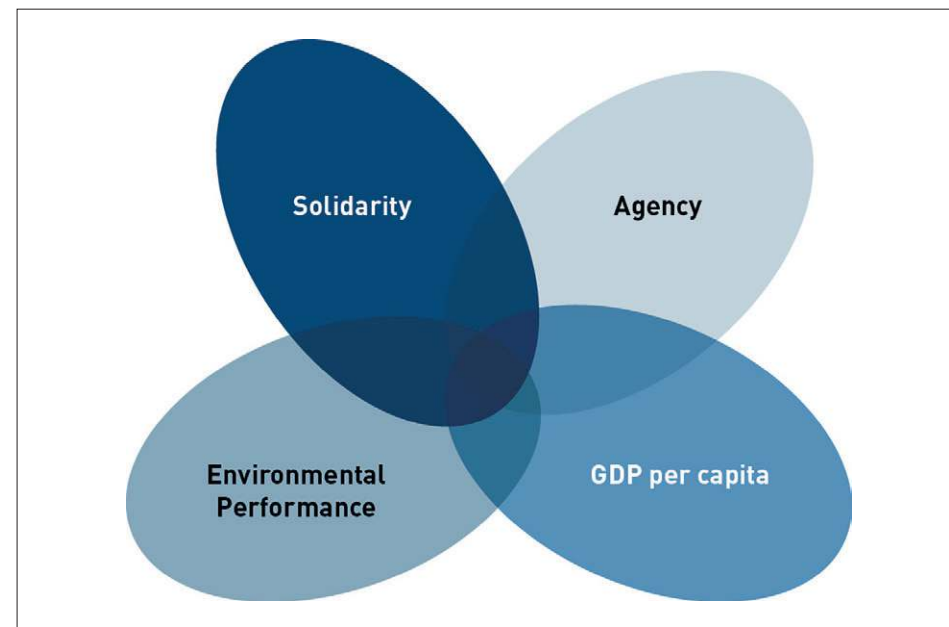 Solidarity
Agency
Environmental
Performance
GDP per capita